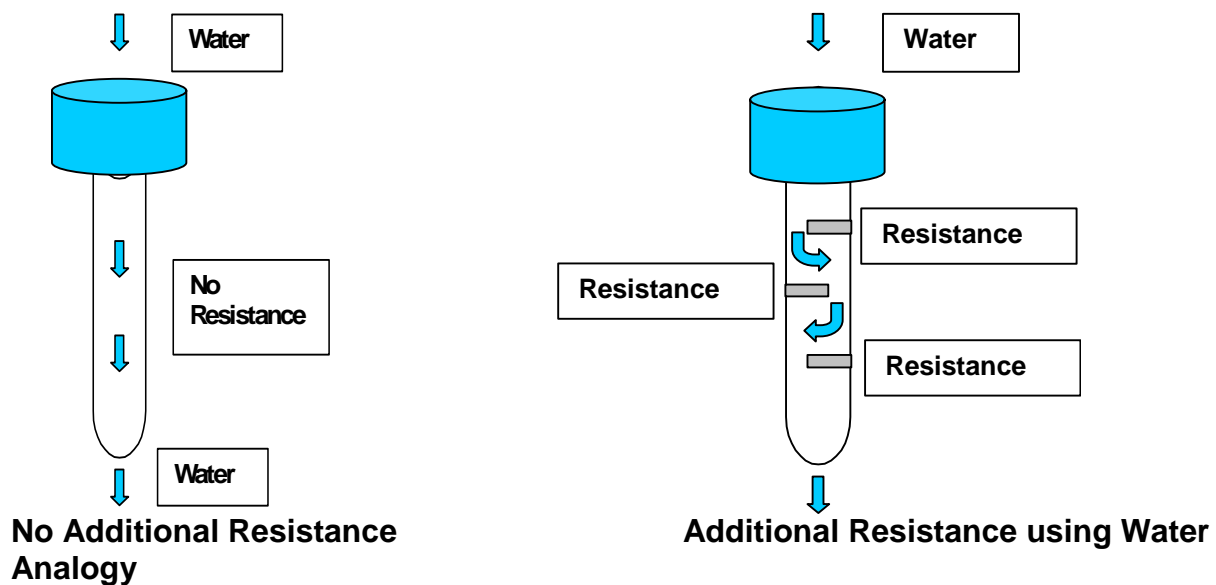 Water
No
Resistance
Water
No Additional Resistance
Analogy
Water
Resistance
Resistance
Resistance
Additional Resistance using Water